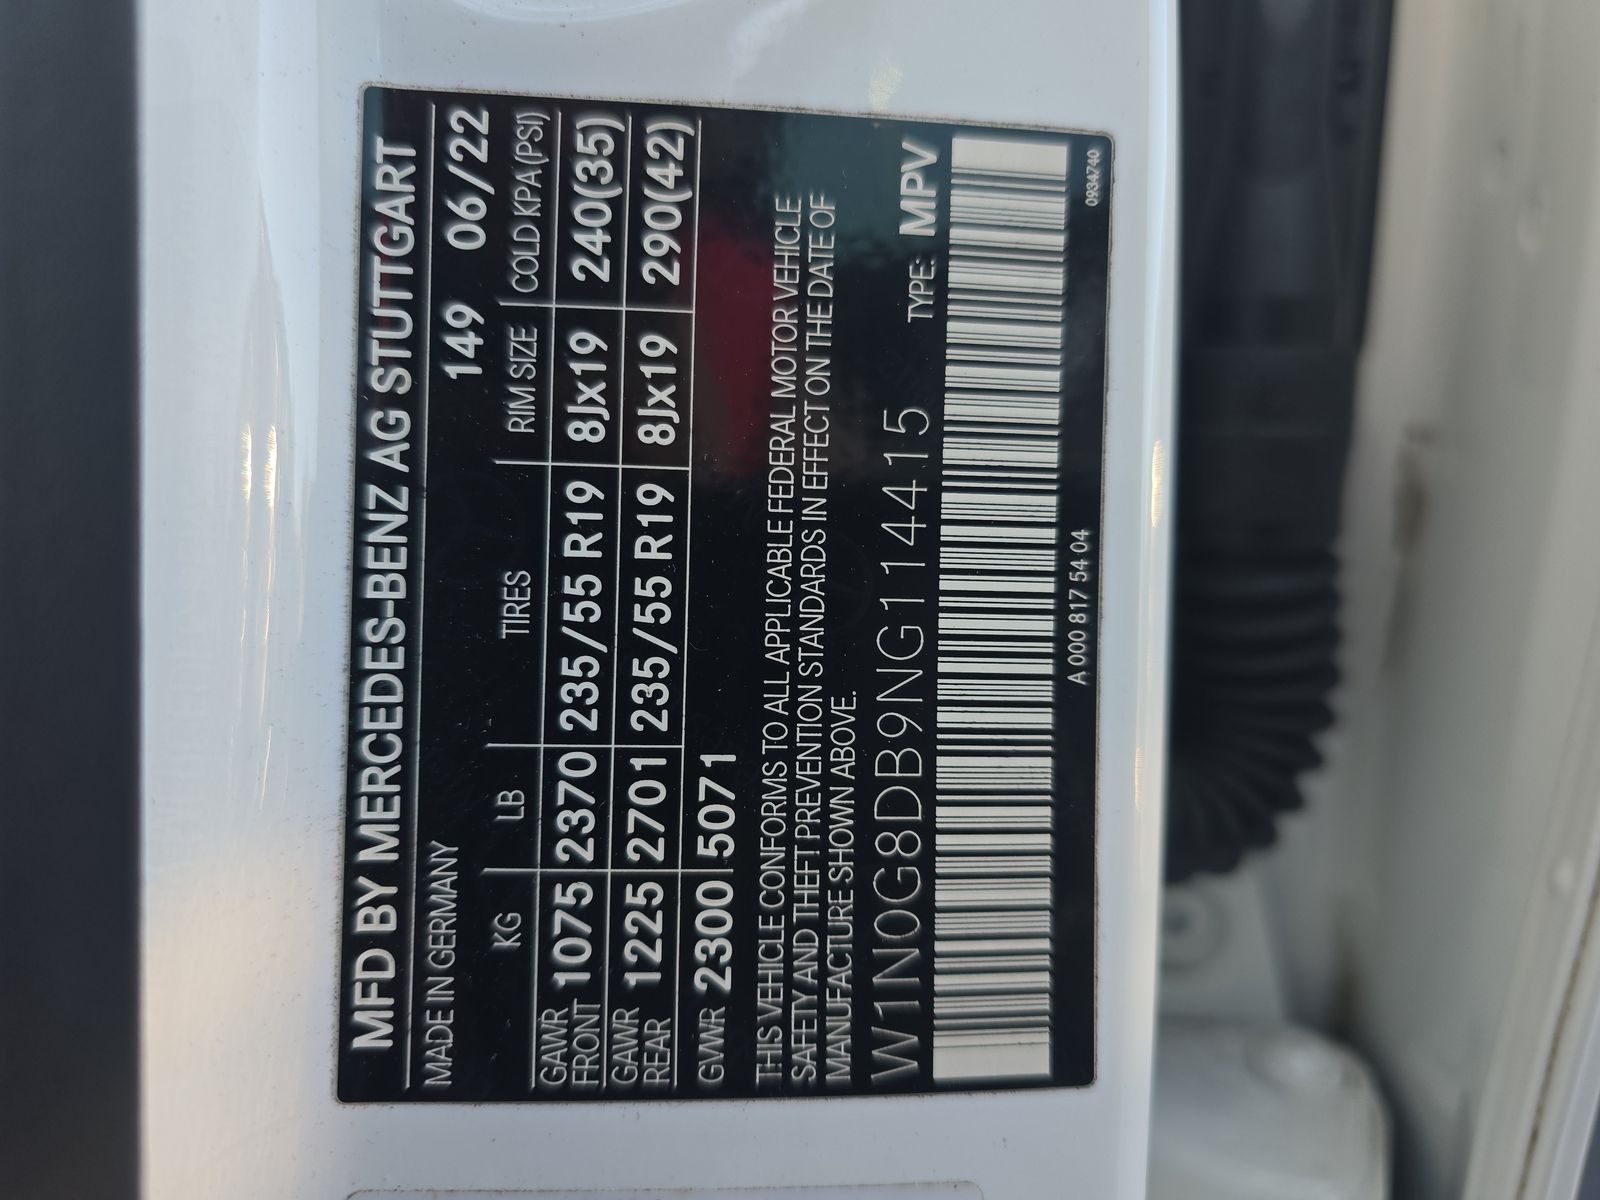 MFD BY MERCEDES-BENZ AG STUTTGART
MADE IN GERMANY 149 06/22
KG LB TIRES RIM SIZE COLD KPA(PSI)
GAWR FRONT 1075 2370 235/55 R19 8Jx19 240(35)
GAWR REAR 1225 2701 235/55 R19 8Jx19 290(42)
GVWR 2300 5071
THIS VEHICLE CONFORMS TO ALL APPLICABLE FEDERAL MOTOR VEHICLE
SAFETY AND THEFT PREVENTION STANDARDS IN EFFECT ON THE DATE OF
MANUFACTURE SHOWN ABOVE.
W1N0G8DB9NG114415 TYPE: MPV
A 000 817 54 04 0934740